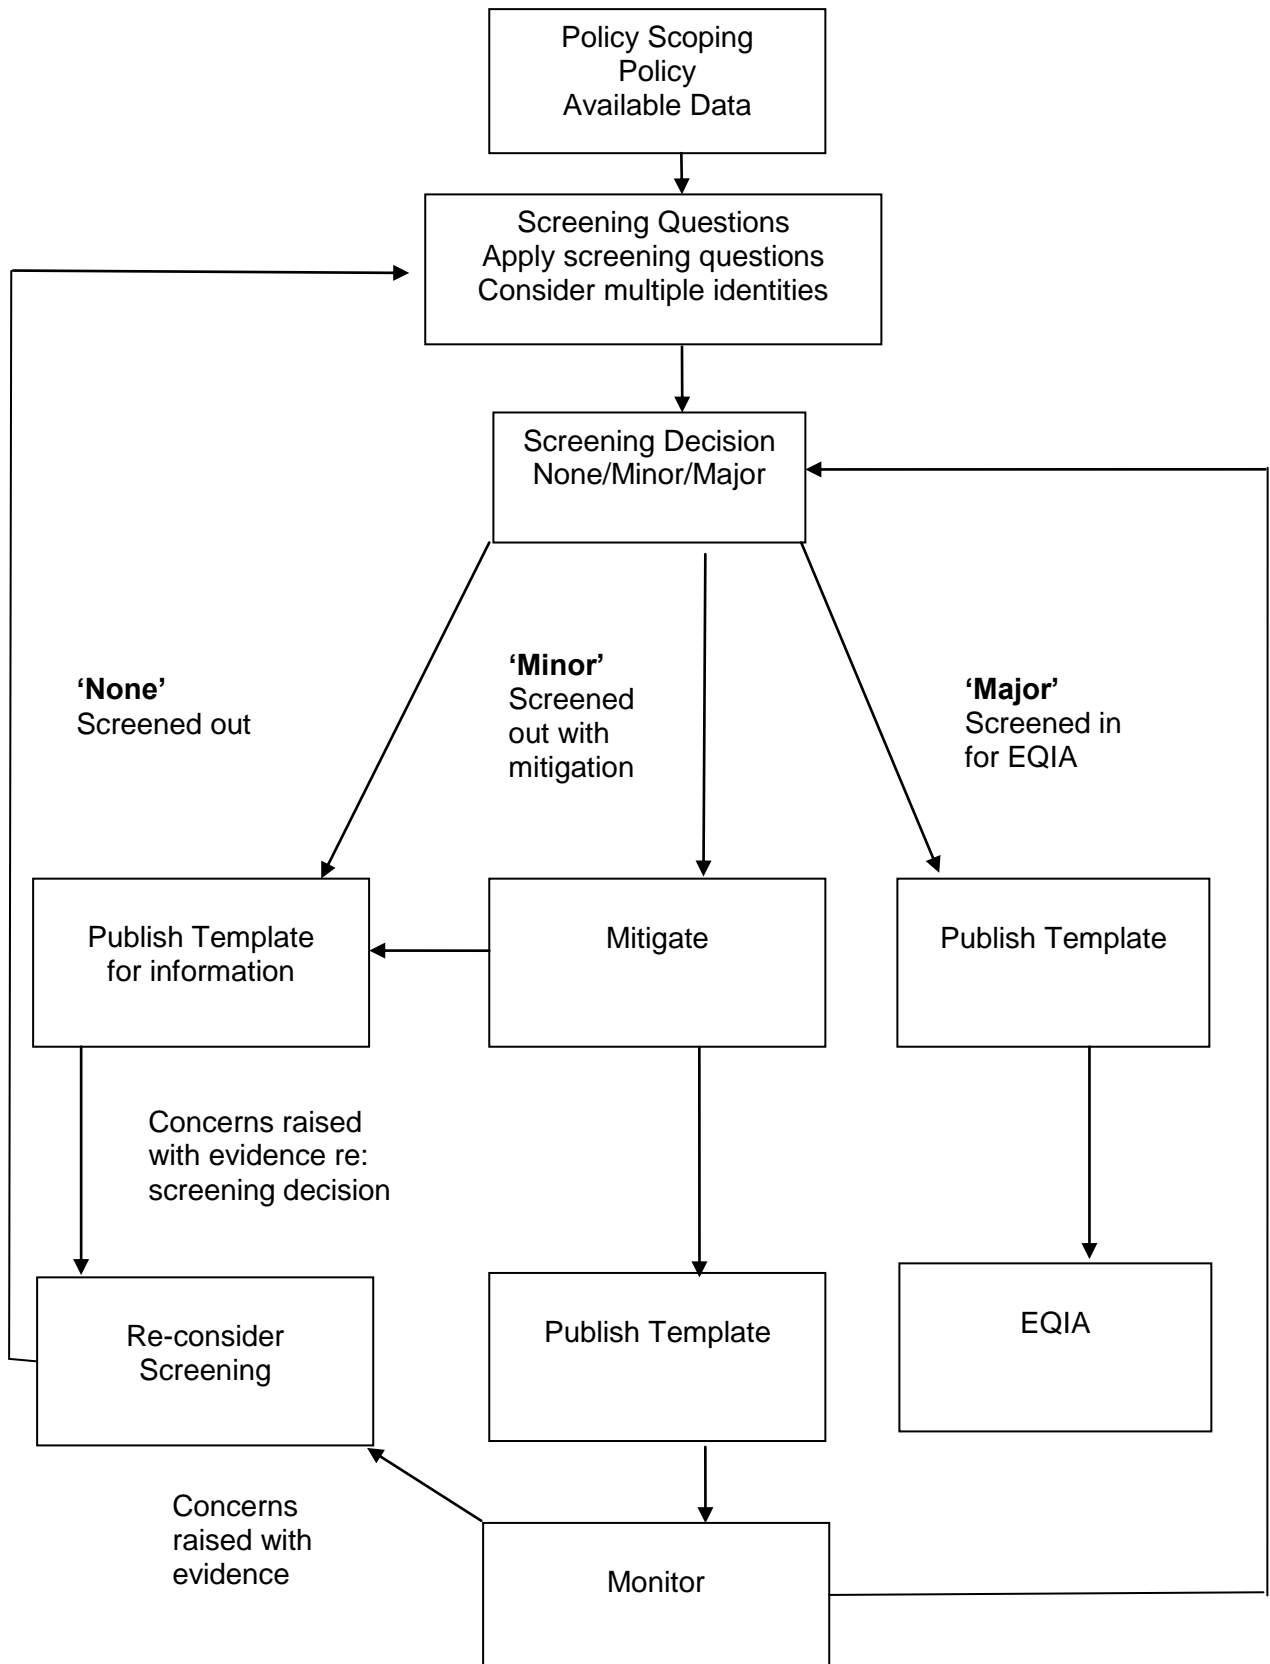 Policy Scoping
Policy
Available Data
Screening Questions
Apply screening questions
Consider multiple identities
Screening Decision
None/Minor/Major
‘None’
Screened out
‘Minor’
Screened
out with
mitigation
‘Major’
Screened in
for EQIA
Publish Template
for information
Mitigate
Publish Template
Concerns raised
with evidence re:
screening decision
Re-consider
Screening
Publish Template
EQIA
Concerns
raised with
evidence
Monitor